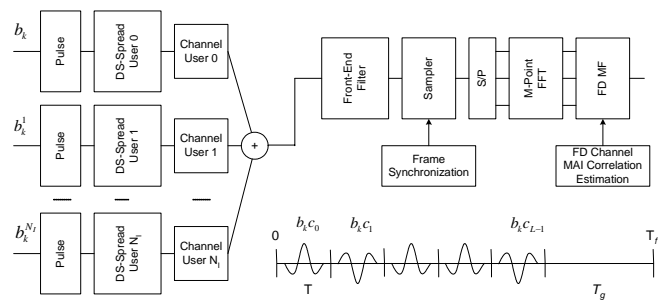 b_k
Pulse
DS-Spread
User 0
Channel
User 0
b_k^1
Pulse
DS-Spread
User 1
Channel
User 1
b_k^{N_I}
Pulse
DS-Spread
User N_I
Channel
User N_I
+
Front-End
Filter
Sampler
S/P
M-Point
FFT
FD MF
Frame
Synchronization
FD Channel
MAI Correlation
Estimation
0
b_k c_0
b_k c_1
b_k c_{L-1}
T_f
T
T_g